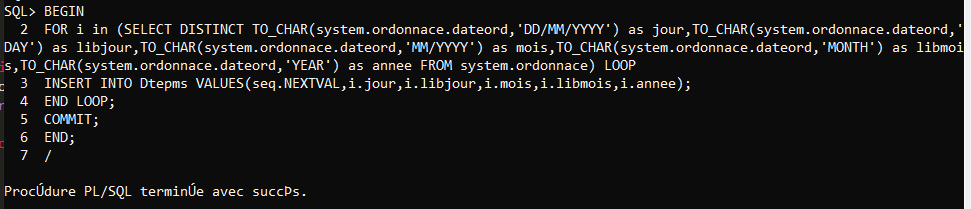 SQL> BEGIN
  2  FOR i in (SELECT DISTINCT TO_CHAR(system.ordonnace.dateord,'DD/MM/YYYY') as jour,TO_CHAR(system.ordonnace.dateord,'
DAY') as libjour,TO_CHAR(system.ordonnace.dateord,'MM/YYYY') as mois,TO_CHAR(system.ordonnace.dateord,'MONTH') as libmoi
s,TO_CHAR(system.ordonnace.dateord,'YEAR') as annee FROM system.ordonnace) LOOP
  3  INSERT INTO Dtepms VALUES(seq.NEXTVAL,i.jour,i.libjour,i.mois,i.libmois,i.annee);
  4  END LOOP;
  5  COMMIT;
  6  END;
  7  /
ProcÚdure PL/SQL terminÚe avec succÞs.